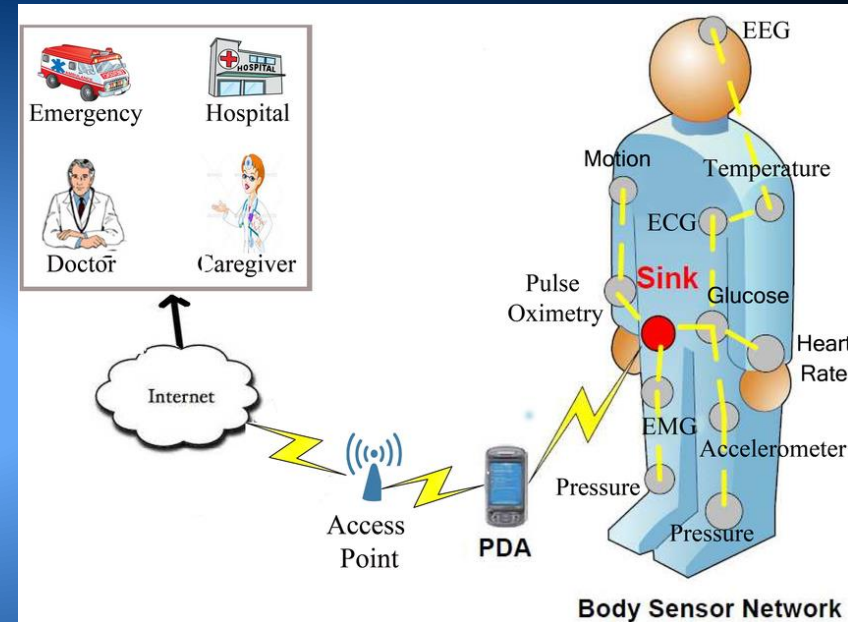 HOSPITAL
Emergency
Hospital
Doctor
Caregiver
Internet
Access
Point
PDA
EEG
Motion
Temperature
ECG
Pulse
Oximetry
Sink
Glucose
Heart
Rate
EMG
Accelerometer
Pressure
Pressure
Body Sensor Network